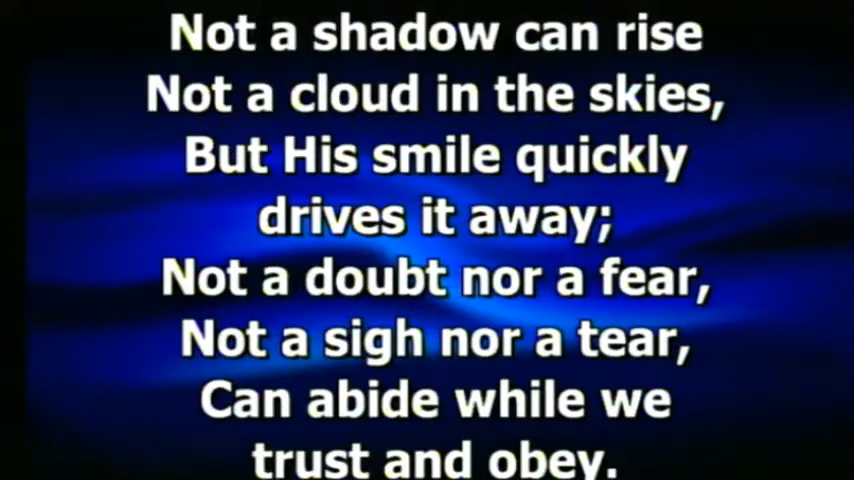 Not a shadow can rise
Not a cloud in the skies,
But His smile quickly
drives it away;
Not a doubt nor a fear,
Not a sigh nor a tear,
Can abide while we
trust and obey.